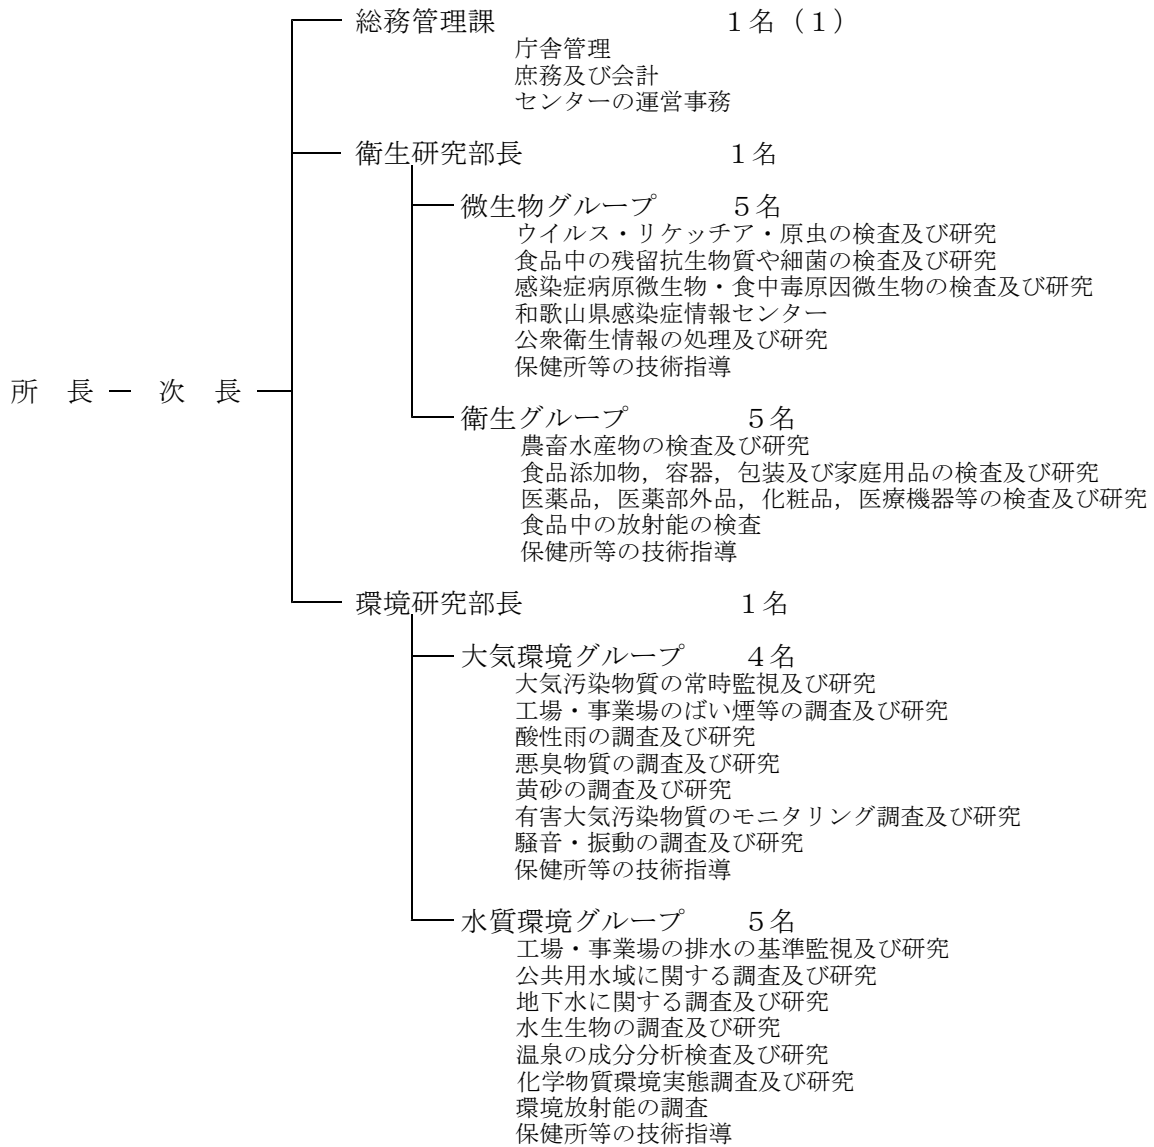 総務管理課 1名（1）
庁舎管理
庶務及び会計
センターの運営事務
衛生研究部長 1名
微生物グループ 5名
ウイルス・リケッチア・原虫の検査及び研究
食品中の残留抗生物質や細菌の検査及び研究
感染症病原微生物・食中毒原因微生物の検査及び研究
和歌山県感染症情報センター
公衆衛生情報の処理及び研究
保健所等の技術指導
所 長 ― 次 長
衛生グループ 5名
農畜水産物の検査及び研究
食品添加物，容器，包装及び家庭用品の検査及び研究
医薬品，医薬部外品，化粧品，医療機器等の検査及び研究
食品中の放射能の検査
保健所等の技術指導
環境研究部長 1名
大気環境グループ 4名
大気汚染物質の常時監視及び研究
工場・事業場のばい煙等の調査及び研究
酸性雨の調査及び研究
悪臭物質の調査及び研究
黄砂の調査及び研究
有害大気汚染物質のモニタリング調査及び研究
騒音・振動の調査及び研究
保健所等の技術指導
水質環境グループ 5名
工場・事業場の排水の基準監視及び研究
公共用水域に関する調査及び研究
地下水に関する調査及び研究
水生生物の調査及び研究
温泉の成分分析検査及び研究
化学物質環境実態調査及び研究
環境放射能の調査
保健所等の技術指導